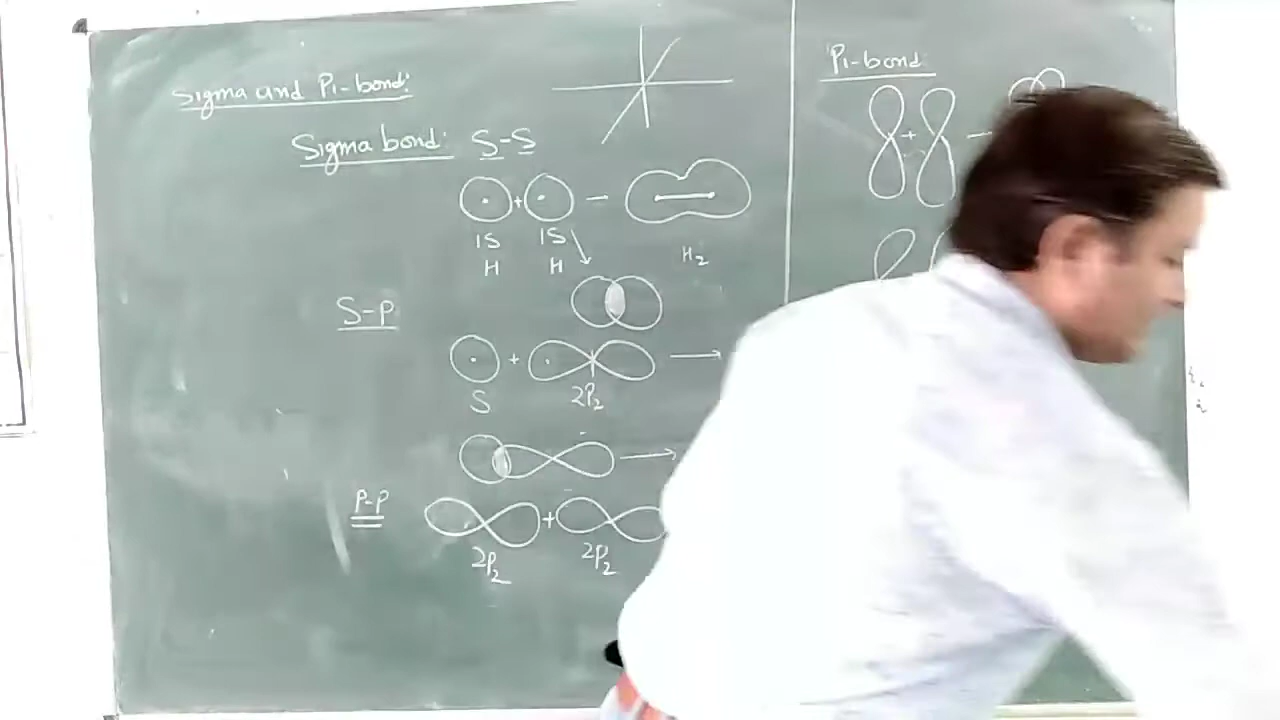 Sigma and Pi-bond:
Sigma bond: S-S
+ -
1S 1S
H H H2
S-P
+ →
S 2P2
→
P-P
+
2P2 2P2
Pi-bond
+ -